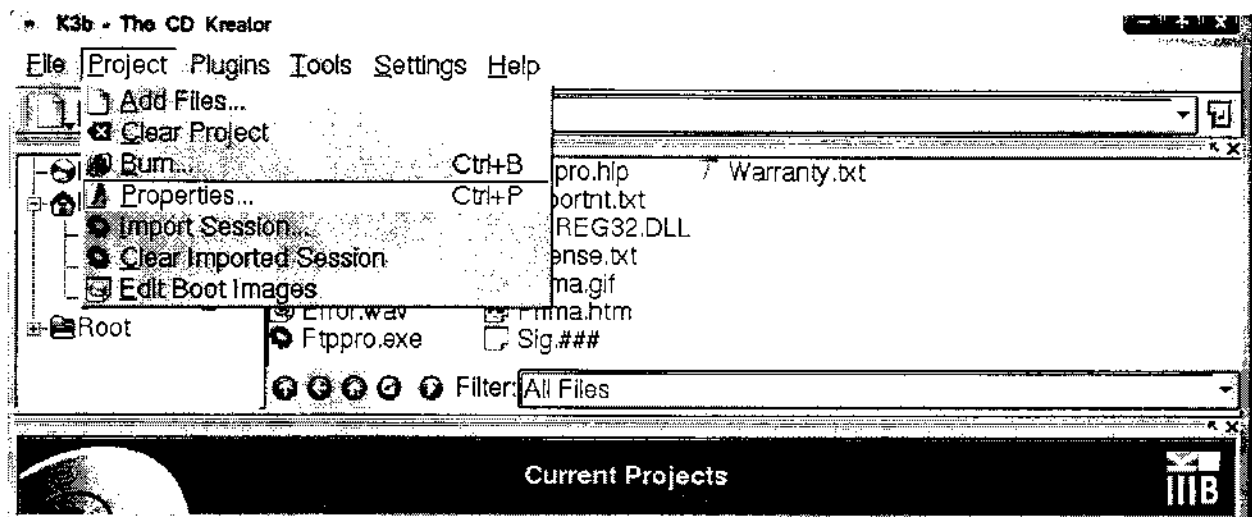 K3b - The CD Kreator
File Project Plugins Tools Settings Help
Add Files...
Clear Project
Burn... Ctrl+B
Properties... Ctrl+P
Import Session...
Clear Imported Session
Edit Boot Images
pro.hlp Warranty.txt
portnt.txt
REG32.DLL
ense.txt
ma.gif
Error.wav Prima.htm
Root Ftppro.exe Sig.###
Filter: All Files
Current Projects